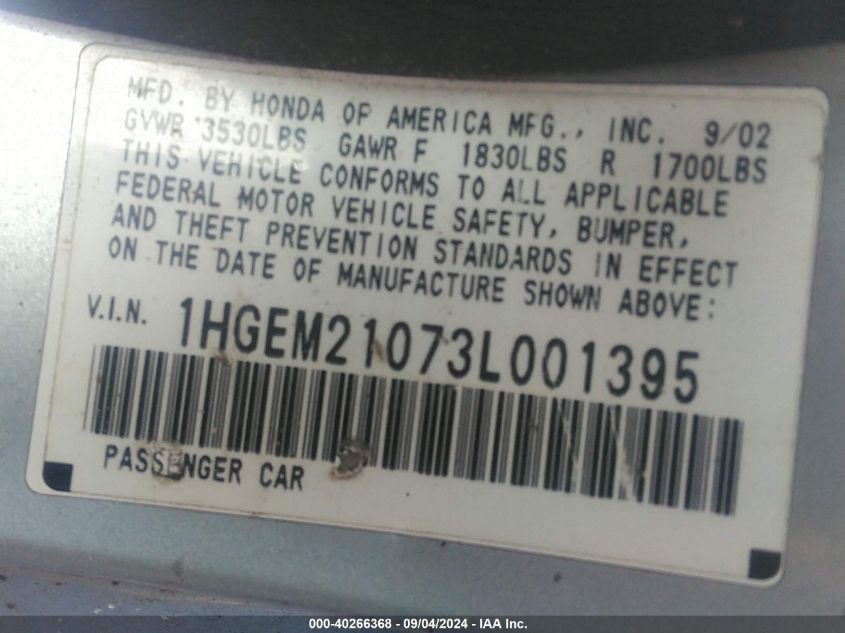 MFD. BY HONDA OF AMERICA MFG., INC. 9/02
GVWR 3530LBS GAWR F 1830LBS R 1700LBS
THIS VEHICLE CONFORMS TO ALL APPLICABLE
FEDERAL MOTOR VEHICLE SAFETY, BUMPER,
AND THEFT PREVENTION STANDARDS IN EFFECT
ON THE DATE OF MANUFACTURE SHOWN ABOVE:
V.I.N. 1HGEM21073L001395
PASSENGER CAR
000-40266368 - 09/04/2024 - IAA Inc.